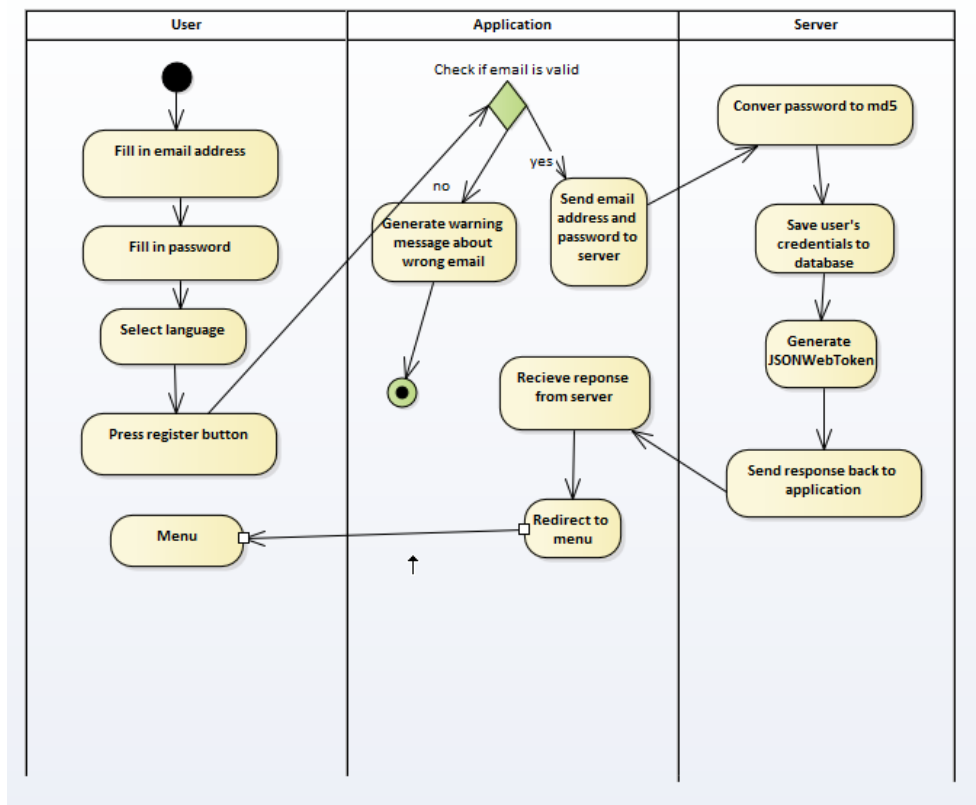 User
Application
Server
Fill in email address
Fill in password
Select language
Press register button
Menu
Check if email is valid
no
yes
Generate warning
message about
wrong email
Send email
address and
password to
server
Conver password to md5
Save user's
credentials to
database
Generate
JSONWebToken
Send response back to
application
Recieve reponse
from server
Redirect to
menu